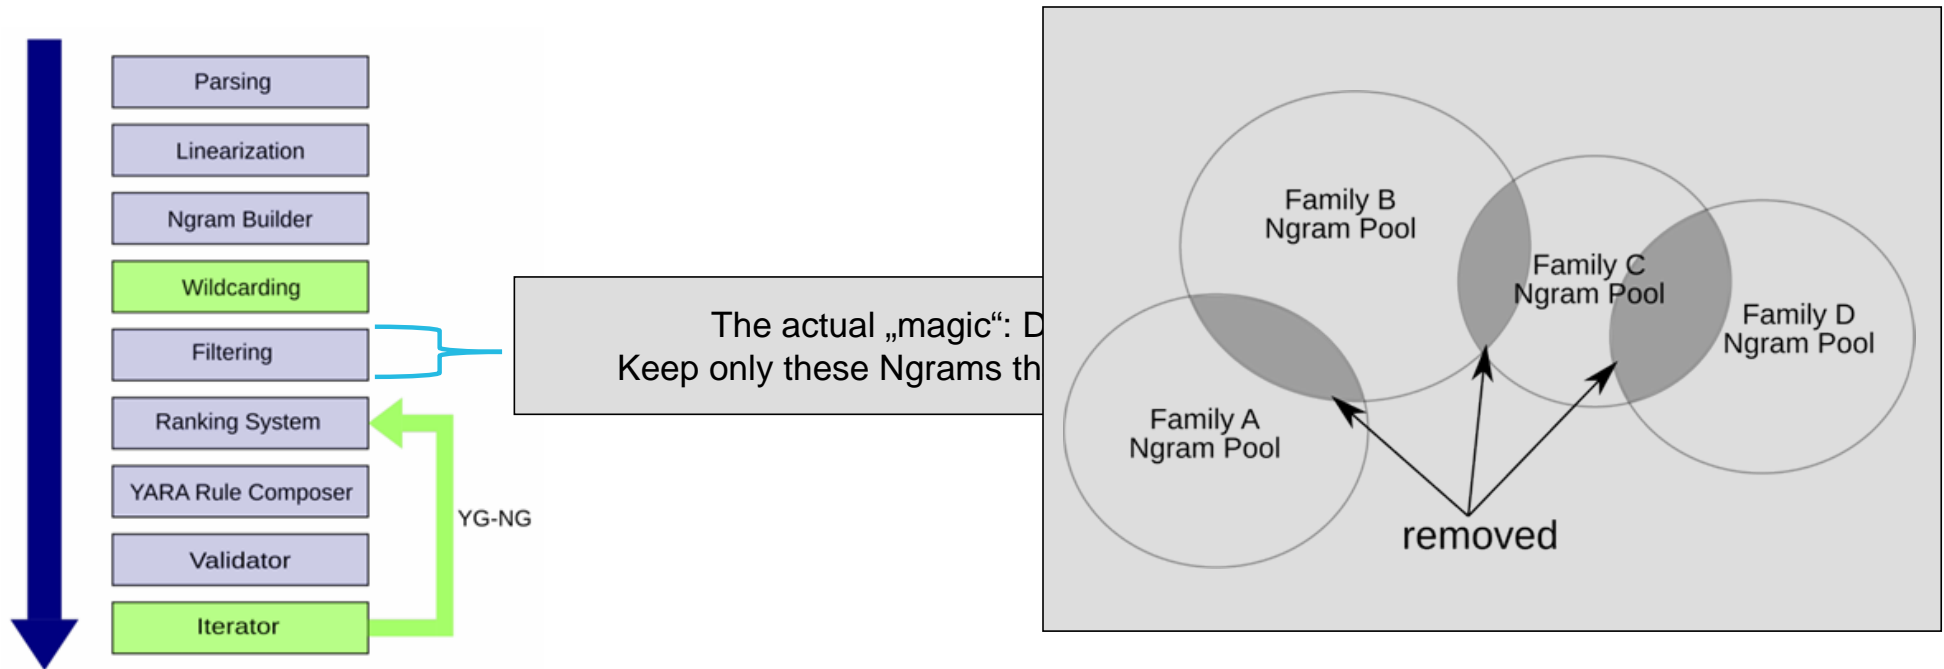 Parsing
Linearization
Ngram Builder
Wildcarding
Filtering
Ranking System
YARA Rule Composer
Validator
Iterator
YG-NG
The actual „magic“:
Keep only these Ngrams
Family B
Ngram Pool
Family C
Ngram Pool
Family D
Ngram Pool
Family A
Ngram Pool
removed